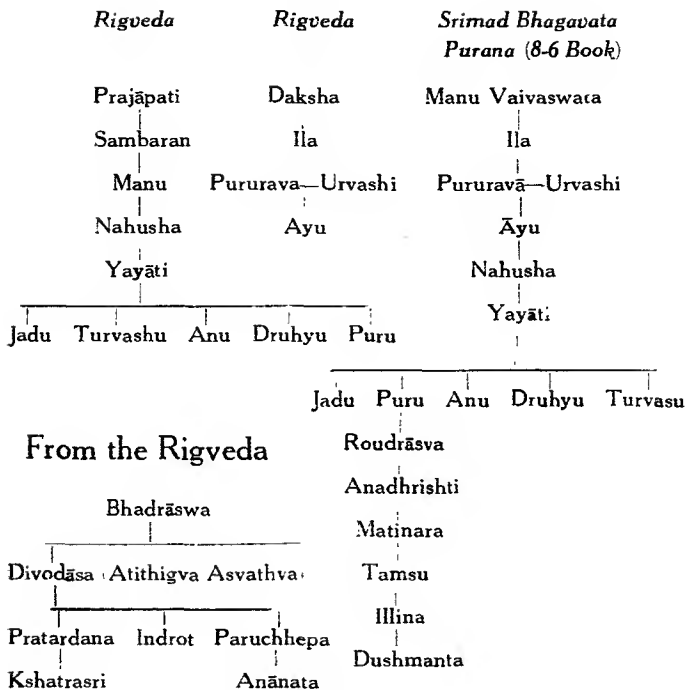 Rigveda Rigveda Srimad Bhagavata
Purana (8-6 Book)
Prajāpati Daksha Manu Vaivaswata
Sambaran Ila Ila
Manu Pururava—Urvashi Pururavā—Urvashi
Nahusha Ayu Āyu
Yayāti Nahusha
Yayāti
Jadu Turvashu Anu Druhyu Puru
Jadu Puru Anu Druhyu Turvasu
From the Rigveda
Roudrāsva
Anadhrishti
Bhadrāswa
Matinara
Divodāsa Atithigva Asvathva
Tamsu
Illina
Pratardana Indrot Paruchhepa
Dushmanta
Kshatrasri Anānata